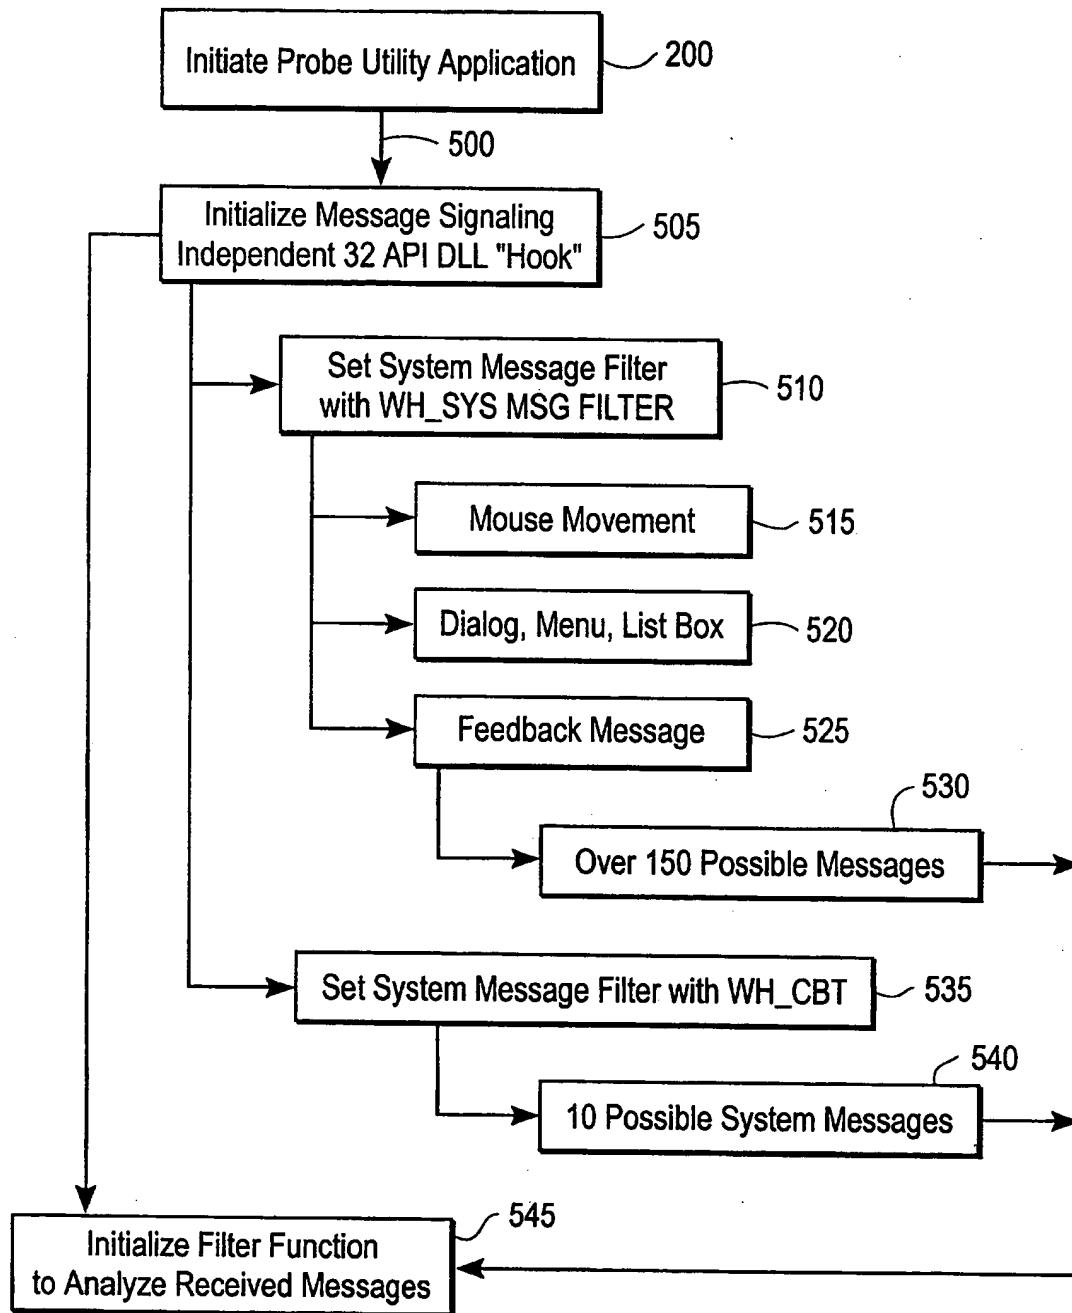 Initiate Probe Utility Application
200
500
Initialize Message Signaling
Independent 32 API DLL "Hook"
505
Set System Message Filter
with WH_SYS MSG FILTER
510
Mouse Movement
515
Dialog, Menu, List Box
520
Feedback Message
525
530
Over 150 Possible Messages
Set System Message Filter with WH_CBT
535
540
10 Possible System Messages
545
Initialize Filter Function
to Analyze Received Messages